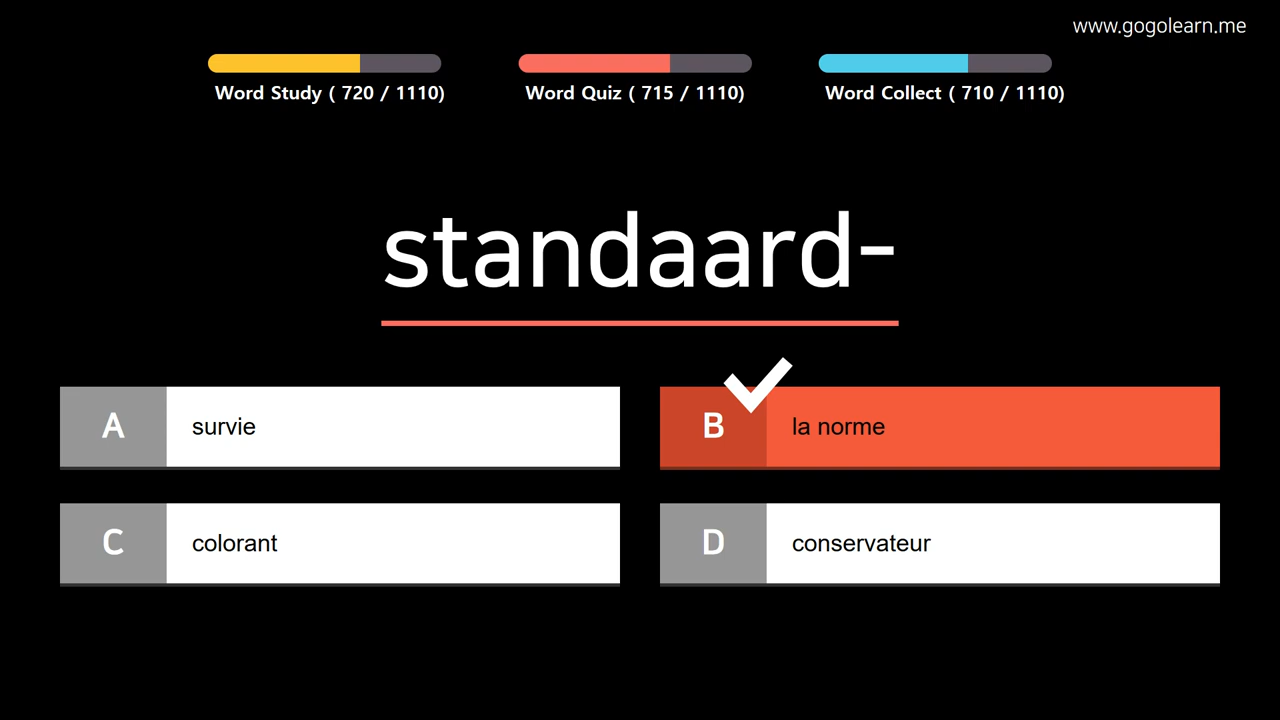 www.gogolearn.me
Word Study ( 720 / 1110)
Word Quiz ( 715 / 1110)
Word Collect ( 710 / 1110)
standaard-
A survie
B la norme
C colorant
D conservateur